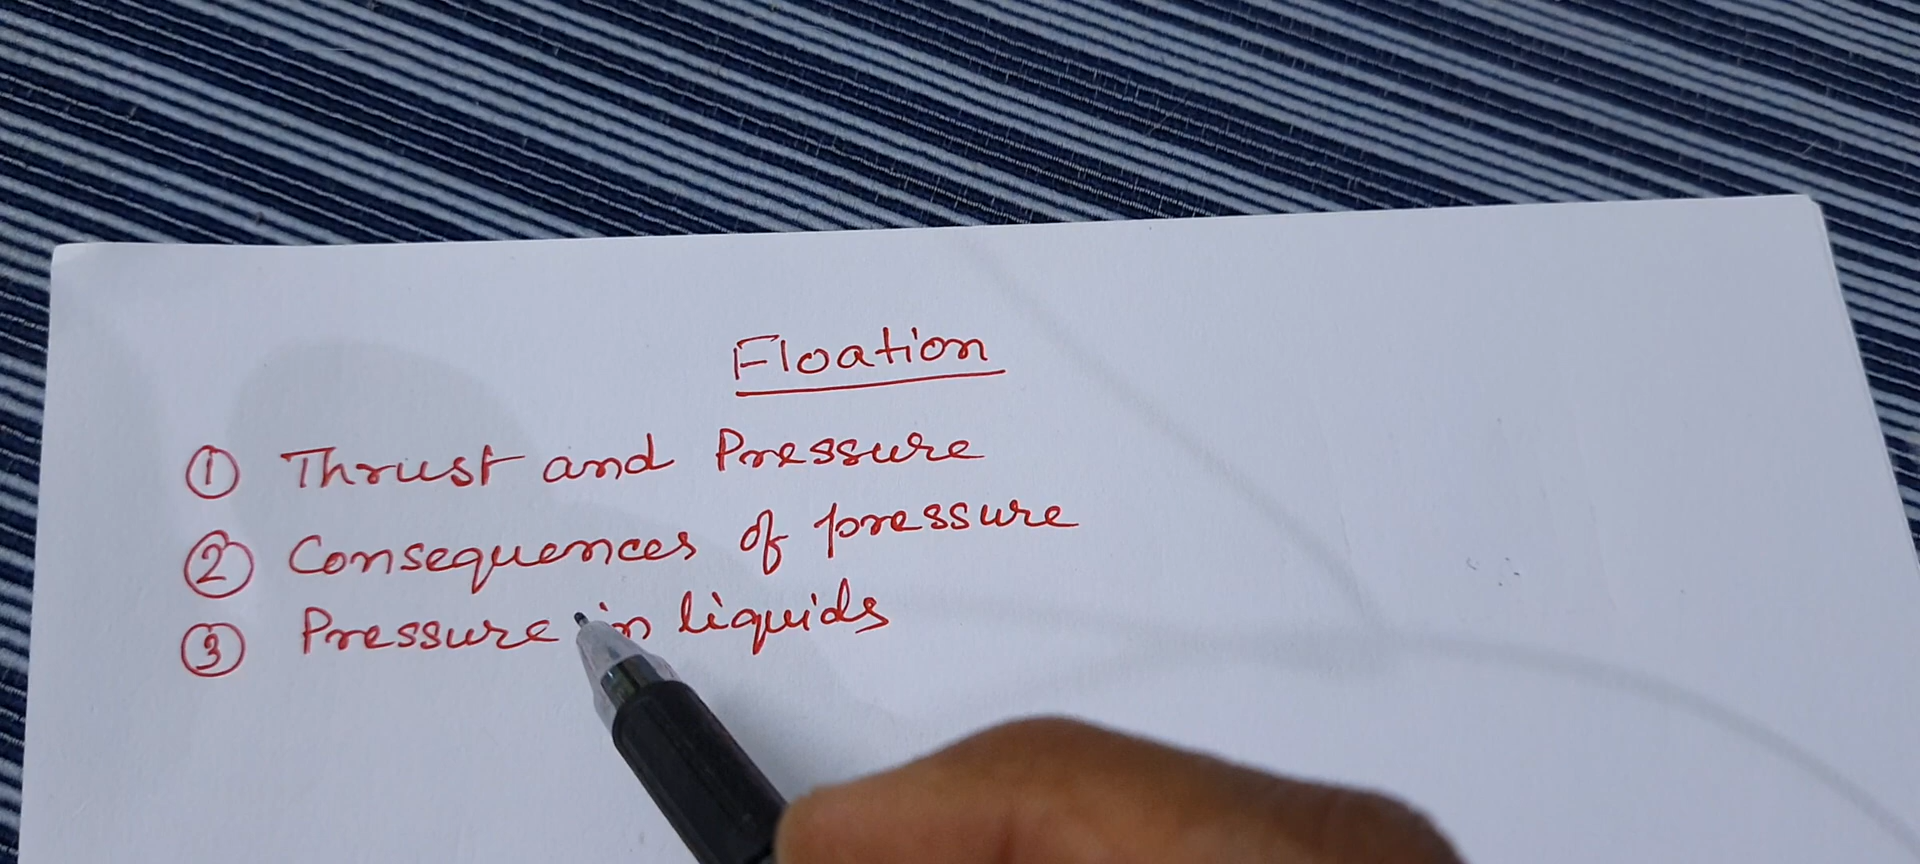 Floation
① Thrust and Pressure
② Consequences of pressure
③ Pressure in liquids